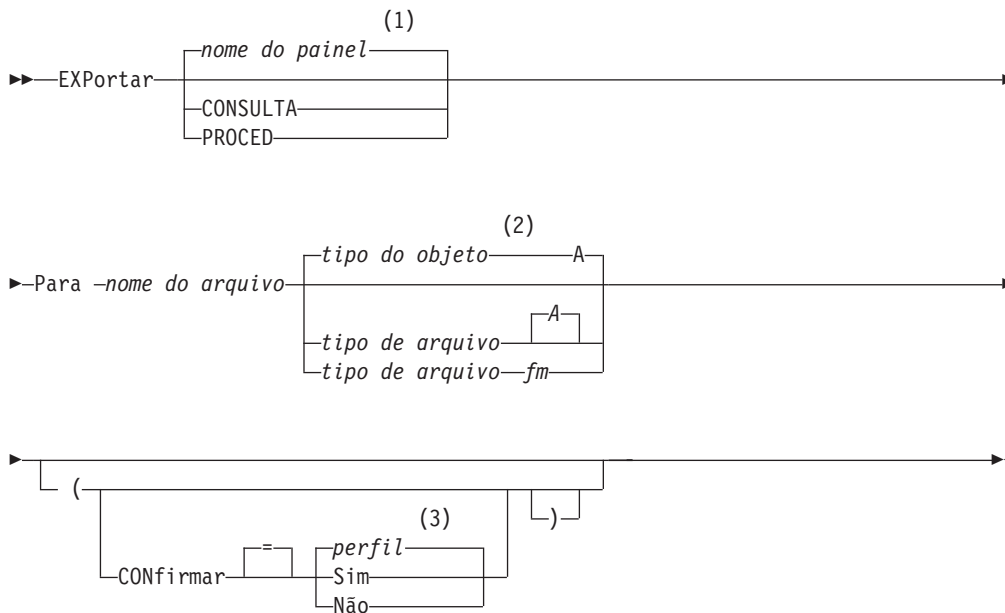 (1)
nome do painel
EXPortar
CONSULTA
PROCED
(2)
tipo do objeto A
Para nome do arquivo
A
tipo de arquivo
tipo de arquivo fm
(
)
(3)
=
perfil
CONfirmar Sim
Não